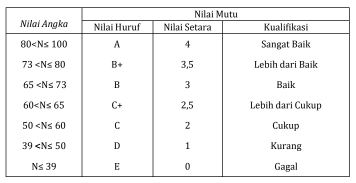 Nilai Angka Nilai Mutu
Nilai Huruf Nilai Setara Kualifikasi
80<N≤ 100 A 4 Sangat Baik
73 <N≤ 80 B+ 3,5 Lebih dari Baik
65 <N≤ 73 B 3 Baik
60<N≤ 65 C+ 2,5 Lebih dari Cukup
50 <N≤ 60 C 2 Cukup
39 <N≤ 50 D 1 Kurang
N≤ 39 E 0 Gagal